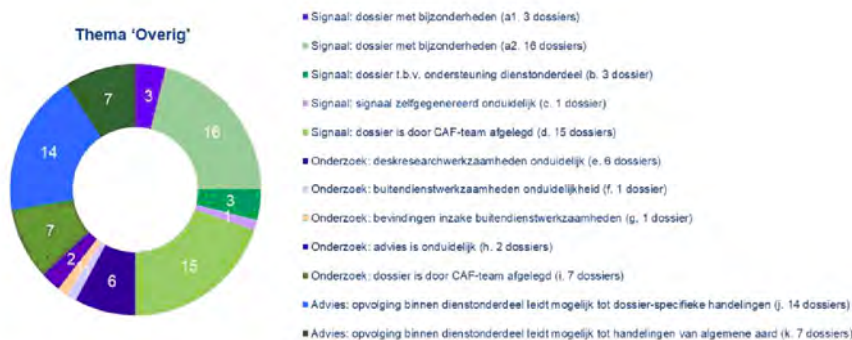 Thema ‘Overig’
3
16
3
1
15
6
2
7
14
7
Signaal: dossier met bijzonderheden (a1. 3 dossiers)
Signaal: dossier met bijzonderheden (a2. 16 dossiers)
Signaal: dossier t.b.v. ondersteuning dienstonderdeel (b. 3 dossier)
Signaal: signaal zelfgegenereerd onduidelijk (c. 1 dossier)
Signaal: dossier is door CAF-team afgelegd (d. 15 dossiers)
Onderzoek: deskresearchwerkzaamheden onduidelijk (e. 6 dossiers)
Onderzoek: buitendienstwerkzaamheden onduidelijkheid (f. 1 dossier)
Onderzoek: bevindingen inzake buitendienstwerkzaamheden (g. 1 dossier)
Onderzoek: advies is onduidelijk (h. 2 dossiers)
Onderzoek: dossier is door CAF-team afgelegd (i. 7 dossiers)
Advies: opvolging binnen dienstonderdeel leidt mogelijk tot dossier-specifieke handelingen (j. 14 dossiers)
Advies: opvolging binnen dienstonderdeel leidt mogelijk tot handelingen van algemene aard (k. 7 dossiers)